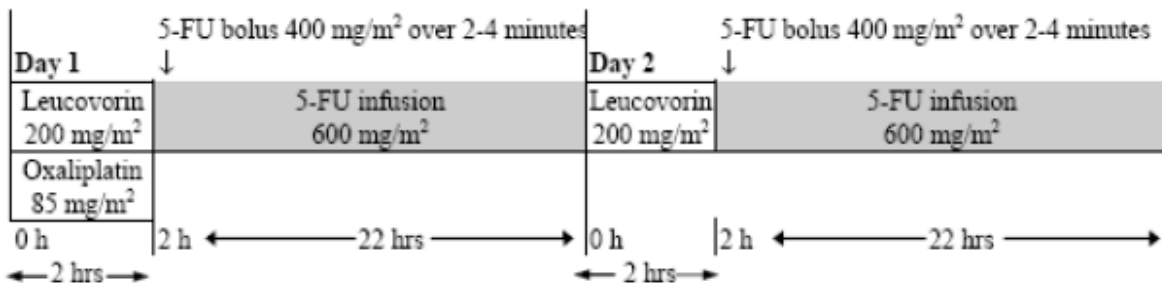 5-FU bolus 400 mg/m² over 2-4 minutes 5-FU bolus 400 mg/m² over 2-4 minutes
Day 1 ↓ Day 2 ↓
Leucovorin 5-FU infusion Leucovorin 5-FU infusion
200 mg/m² 600 mg/m² 200 mg/m² 600 mg/m²
Oxaliplatin
85 mg/m²
0 h 2 h 22 hrs 0 h 2 h 22 hrs
2 hrs 2 hrs